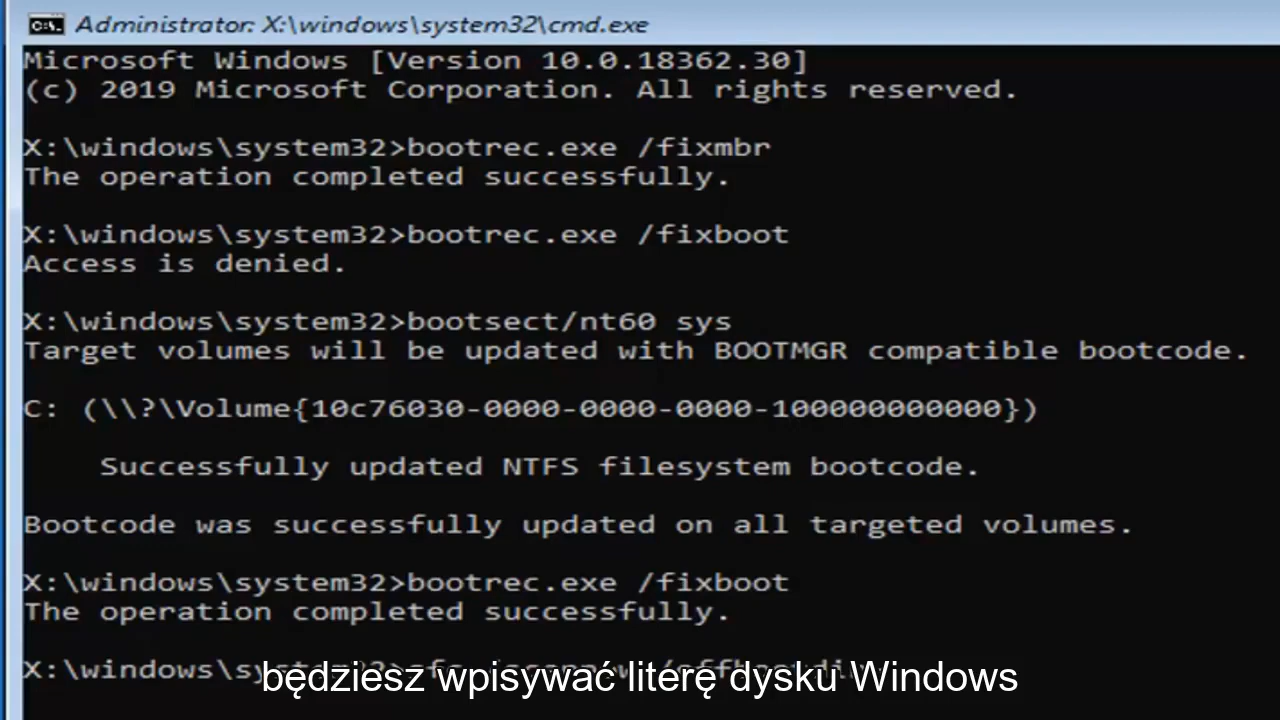 Administrator: X:\windows\system32\cmd.exe
Microsoft Windows [Version 10.0.18362.30]
(c) 2019 Microsoft Corporation. All rights reserved.
X:\windows\system32>bootrec.exe /fixmbr
The operation completed successfully.
X:\windows\system32>bootrec.exe /fixboot
Access is denied.
X:\windows\system32>bootsect/nt60 sys
Target volumes will be updated with BOOTMGR compatible bootcode.
C: (\\?\Volume{10c76030-0000-0000-0000-100000000000})
Successfully updated NTFS filesystem bootcode.
Bootcode was successfully updated on all targeted volumes.
X:\windows\system32>bootrec.exe /fixboot
The operation completed successfully.
X:\windows\system32>sfc /scannow
będziesz wpisywać literę dysku Windows